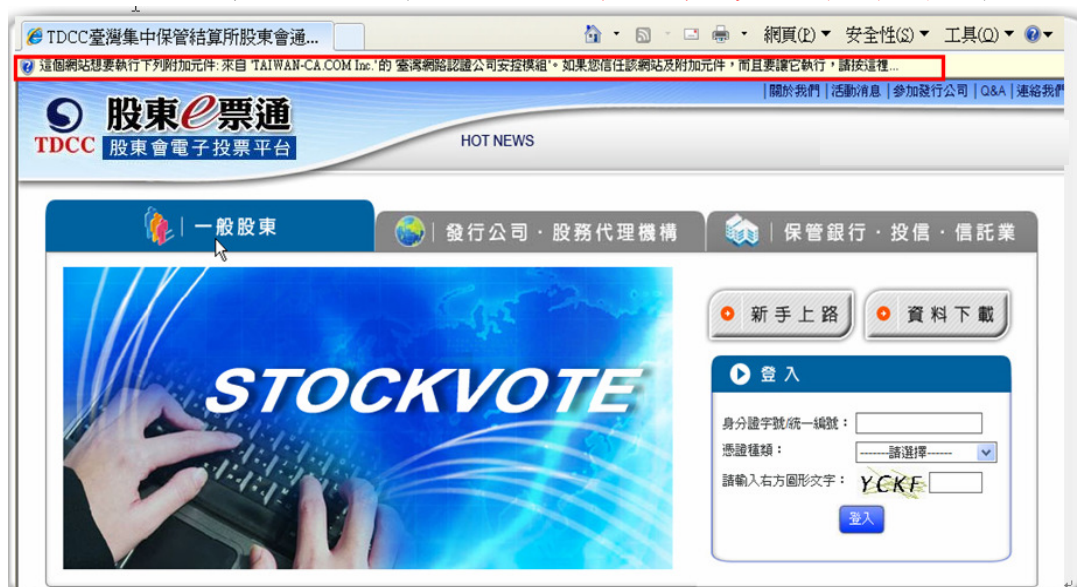 TDCC臺灣集中保管結算所股東會通...
網頁(P) 安全性(S) 工具(O)
這個網站想要執行下列附加元件: 來自 'TAIWAN-CA.COM Inc.'的 '臺灣網路認證公司安控模組'。如果您信任該網站及附加元件，而且要讓它執行，請按這裡...
|關於我們|活動消息|參加發行公司|Q&A|連絡我們
股東e票通
TDCC 股東會電子投票平台
HOT NEWS
一般股東
發行公司‧股務代理機構
保管銀行‧投信‧信託業
新手上路
資料下載
STOCKVOTE
登入
身分證字號/統一編號：
憑證種類： -------請選擇------
請輸入右方圖形文字： YCKF
登入